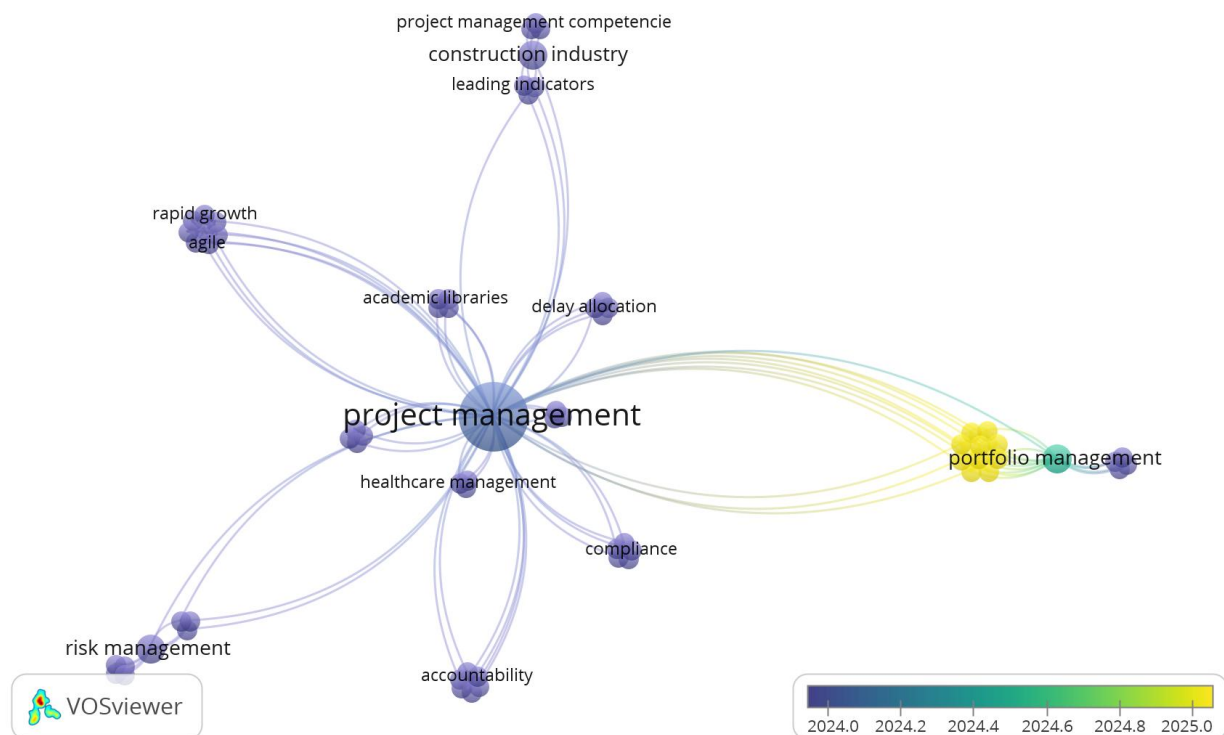 project management competencie
construction industry
leading indicators
rapid growth
agile
academic libraries
delay allocation
project management
portfolio management
healthcare management
compliance
risk management
accountability
VOSviewer
2024.0 2024.2 2024.4 2024.6 2024.8 2025.0